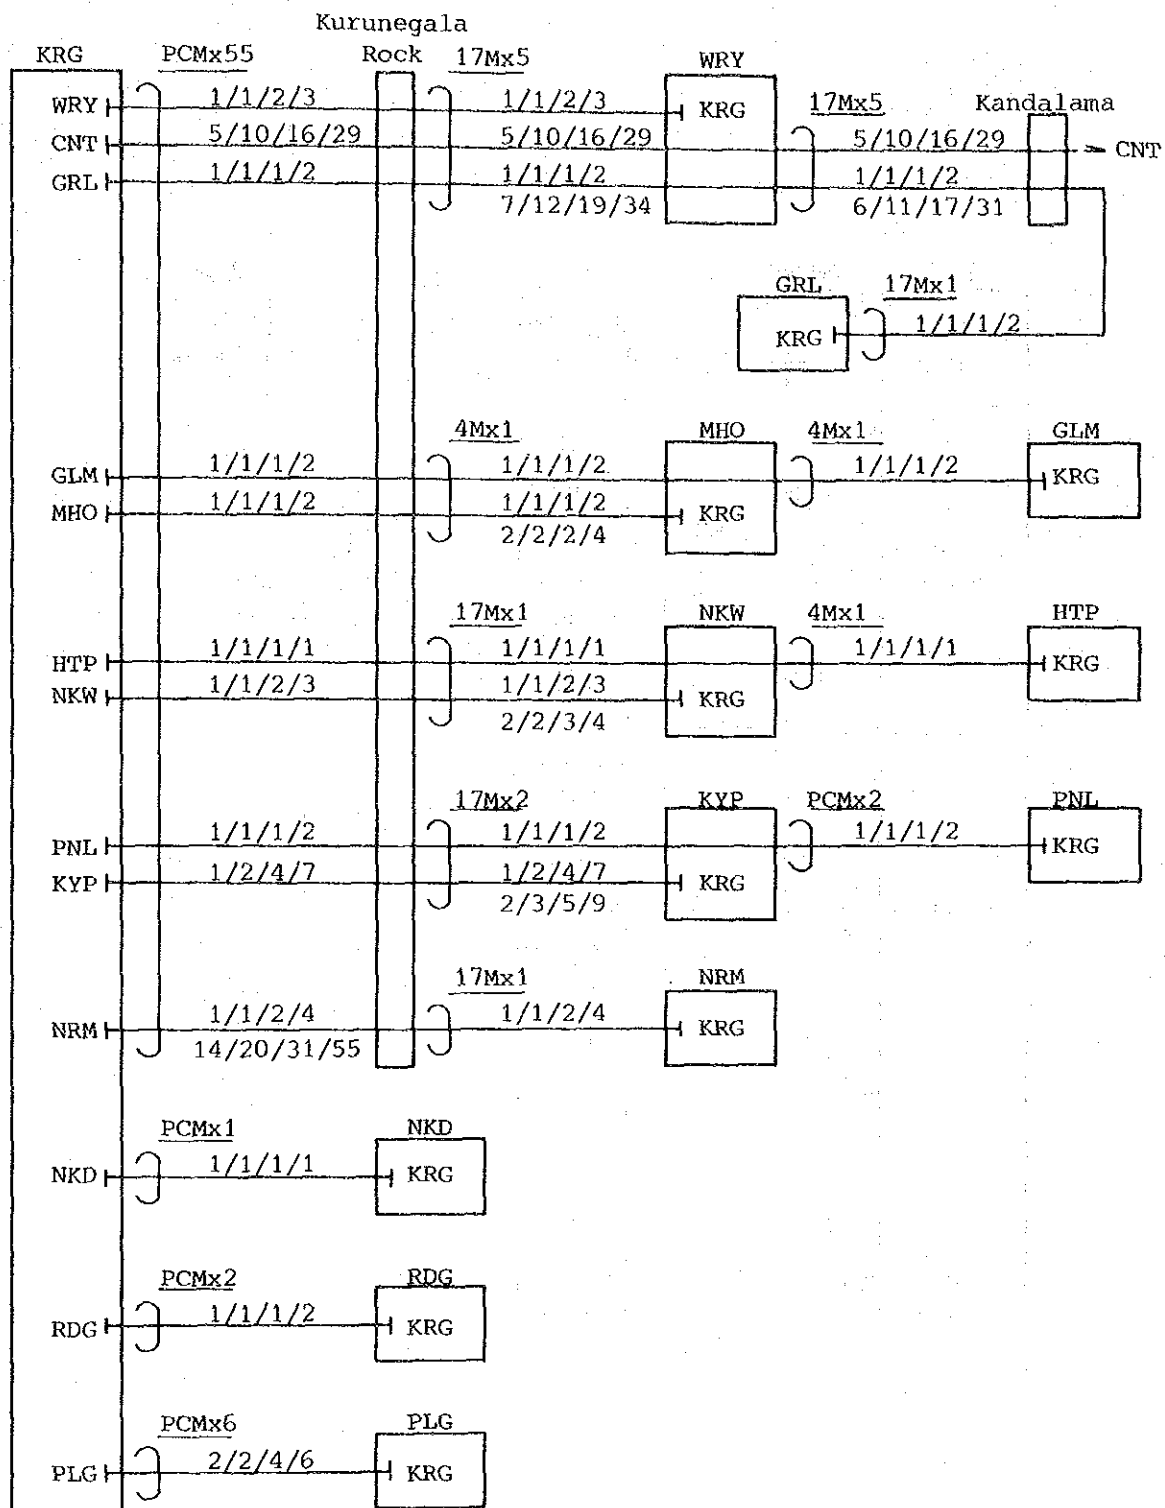 Kurunegala
KRG PCMx55 Rock 17Mx5 WRY
WRY 1/1/2/3 1/1/2/3 KRG 17Mx5 Kandalama
CNT 5/10/16/29 5/10/16/29 5/10/16/29 CNT
GRL 1/1/1/2 1/1/1/2 1/1/1/2
7/12/19/34 6/11/17/31
GRL 17Mx1
KRG 1/1/1/2
4Mx1 MHO 4Mx1 GLM
GLM 1/1/1/2 1/1/1/2 1/1/1/2 KRG
MHO 1/1/1/2 1/1/1/2 KRG
2/2/2/4
17Mx1 NKW 4Mx1 HTP
HTP 1/1/1/1 1/1/1/1 1/1/1/1 KRG
NKW 1/1/2/3 1/1/2/3 KRG
2/2/3/4
17Mx2 KYP PCMx2 PNL
PNL 1/1/1/2 1/1/1/2 1/1/1/2 KRG
KYP 1/2/4/7 1/2/4/7 KRG
2/3/5/9
17Mx1 NRM
NRM 1/1/2/4 1/1/2/4 KRG
14/20/31/55
PCMx1 NKD
NKD 1/1/1/1 KRG
PCMx2 RDG
RDG 1/1/1/2 KRG
PCMx6 PLG
PLG 2/2/4/6 KRG